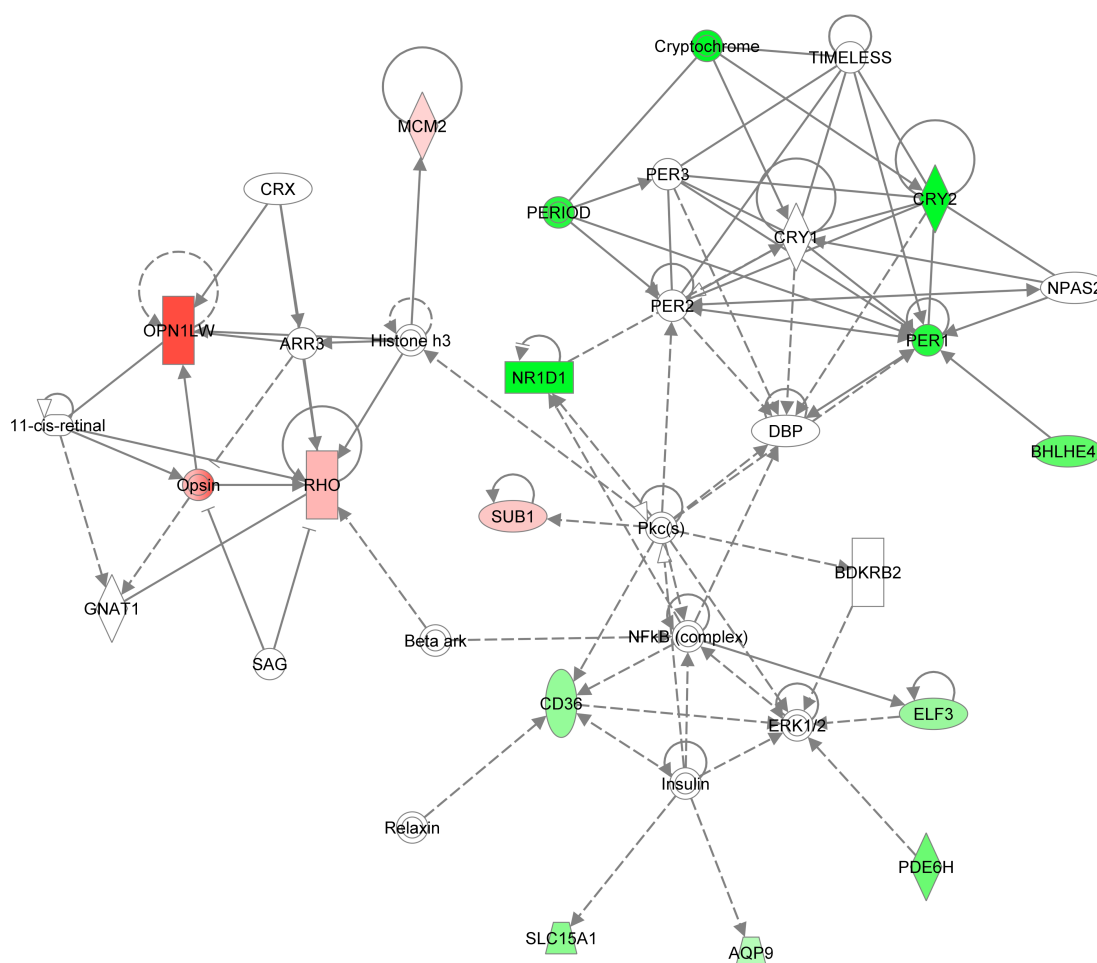 Cryptochrome
TIMELESS
MCM2
PER3
CRX
CRY2
PERIOD
CRY1
NPAS2
PER2
OPN1LW
ARR3
Histone h3
PER1
NR1D1
11-cis-retinal
DBP
BHLHE4
Opsin
RHO
SUB1
Pkc(s)
BDKRB2
GNAT1
Beta ark
NFkB (complex)
SAG
CD36
ELF3
ERK1/2
Insulin
Relaxin
PDE6H
SLC15A1
AQP9